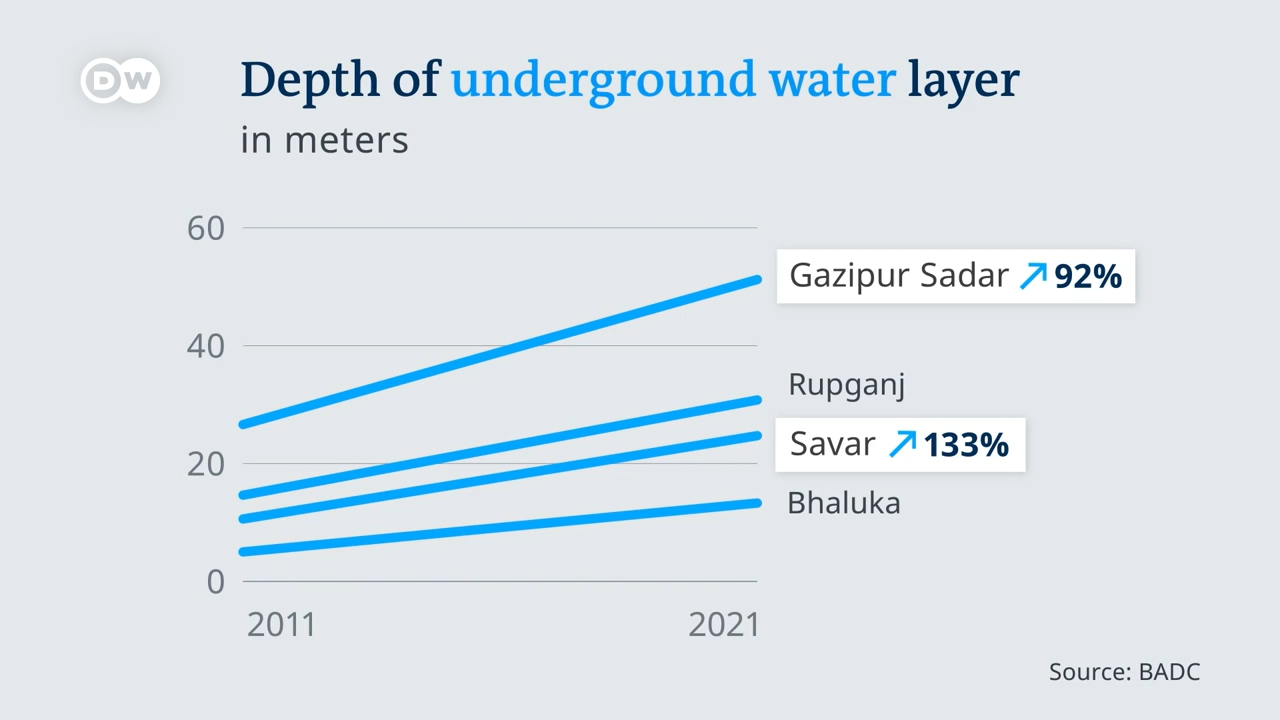 DW
Depth of underground water layer
in meters
60
Gazipur Sadar ↗ 92%
40
Rupganj
Savar ↗ 133%
20
Bhaluka
0
2011 2021
Source: BADC